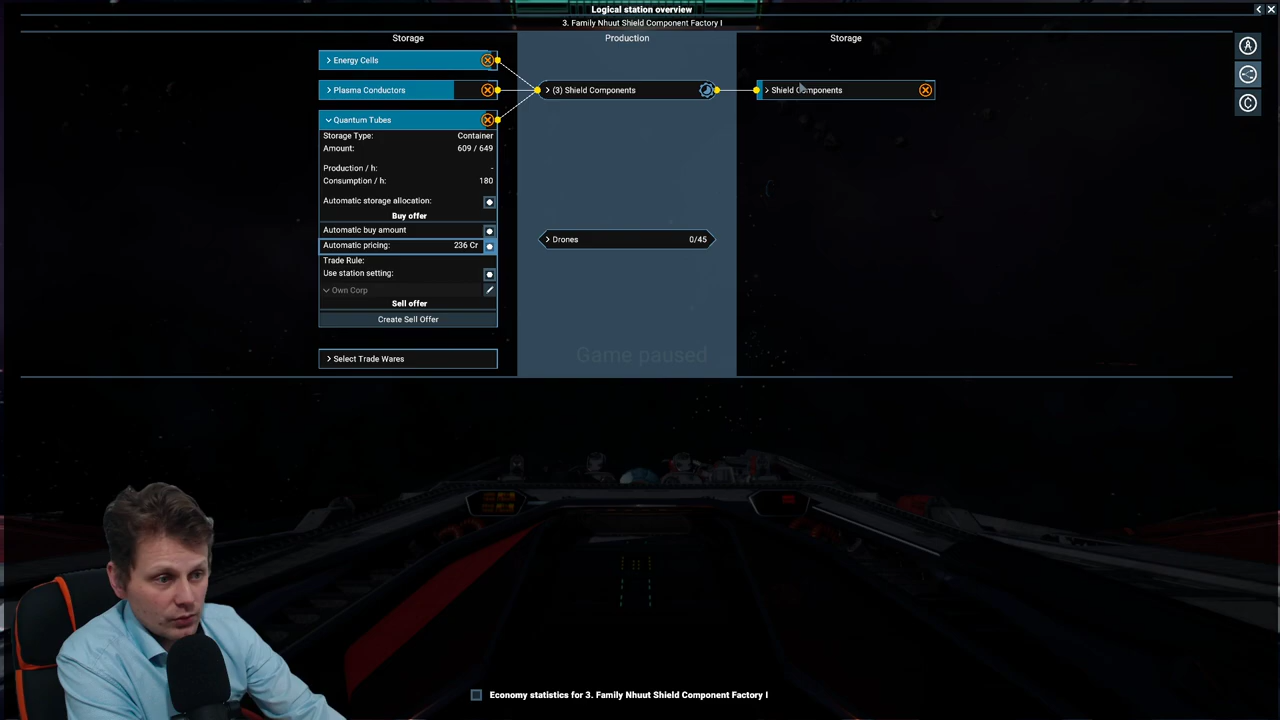 Logical station overview
3. Family Nhuut Shield Component Factory I
Storage
Production
Storage
Energy Cells
Plasma Conductors
(3) Shield Components
Shield Components
Quantum Tubes
Storage Type: Container
Amount: 609 / 649
Production / h: -
Consumption / h: 180
Automatic storage allocation:
Buy offer
Automatic buy amount
Automatic pricing: 236 Cr
Trade Rule:
Use station setting:
Own Corp
Sell offer
Create Sell Offer
Drones 0/45
Game paused
Select Trade Wares
Economy statistics for 3. Family Nhuut Shield Component Factory I
A
C